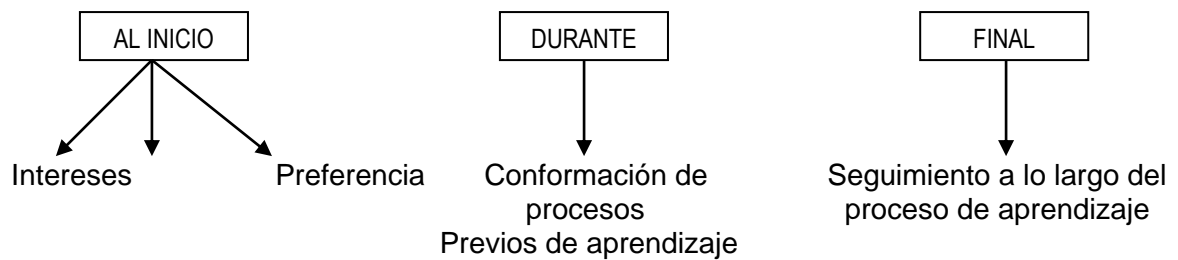 AL INICIO
DURANTE
FINAL
Intereses
Preferencia
Conformación de
procesos
Previos de aprendizaje
Seguimiento a lo largo del
proceso de aprendizaje